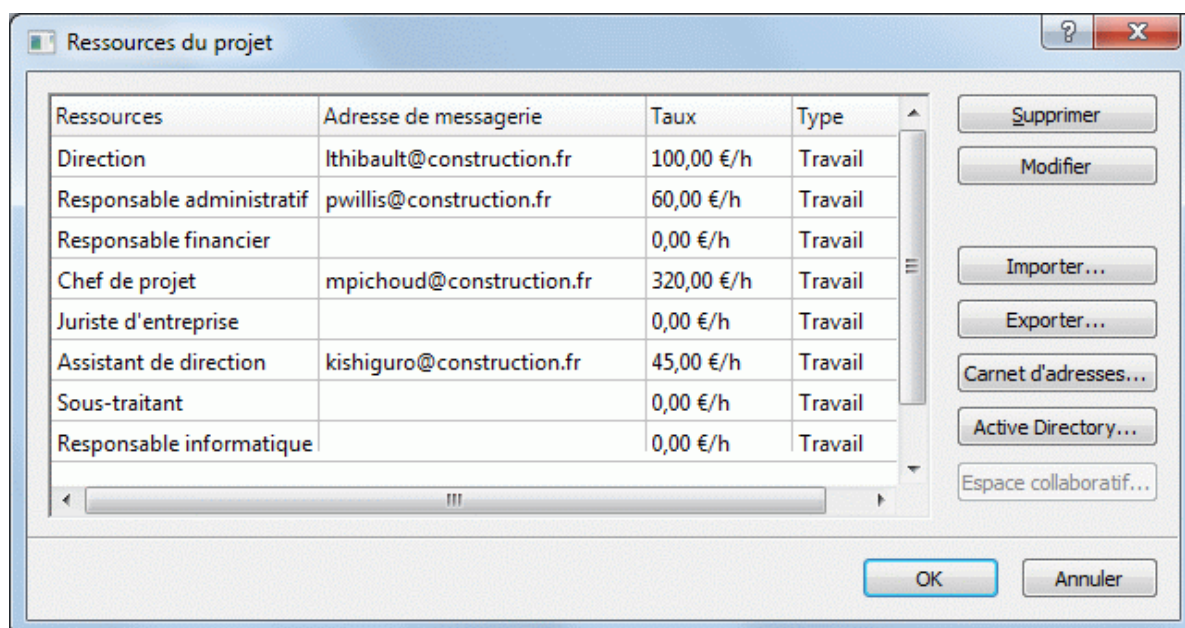 Ressources du projet
Ressources Adresse de messagerie Taux Type
Direction lthibault@construction.fr 100,00 €/h Travail
Responsable administratif pwillis@construction.fr 60,00 €/h Travail
Responsable financier 0,00 €/h Travail
Chef de projet mpichoud@construction.fr 320,00 €/h Travail
Juriste d'entreprise 0,00 €/h Travail
Assistant de direction kishiguro@construction.fr 45,00 €/h Travail
Sous-traitant 0,00 €/h Travail
Responsable informatique 0,00 €/h Travail
Supprimer
Modifier
Importer...
Exporter...
Carnet d'adresses...
Active Directory...
Espace collaboratif...
OK Annuler